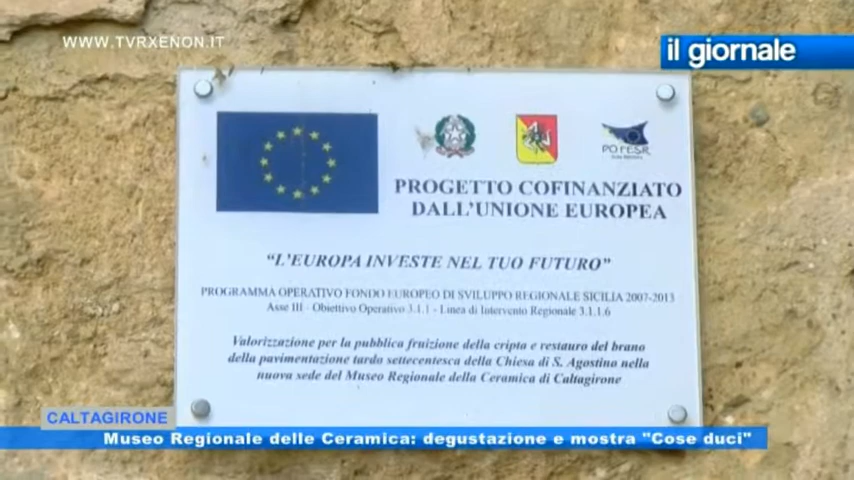 WWW.TVRXENON.IT
il giornale
PO FESR
PROGETTO COFINANZIATO
DALL'UNIONE EUROPEA
"L'EUROPA INVESTE NEL TUO FUTURO"
PROGRAMMA OPERATIVO FONDO EUROPEO DI SVILUPPO REGIONALE SICILIA 2007-2013
Asse III - Obiettivo Operativo 3.1.1 - Linea di Intervento Regionale 3.1.1.6
Valorizzazione per la pubblica fruizione della cripta e restauro del brano
della pavimentazione tardo settecentesca della Chiesa di S. Agostino nella
nuova sede del Museo Regionale della Ceramica di Caltagirone
CALTAGIRONE
Museo Regionale delle Ceramica: degustazione e mostra "Cose duci"